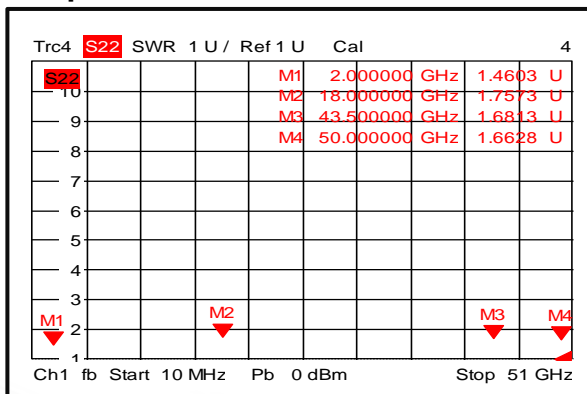 Trc4 S22 SWR 1 U / Ref 1 U Cal 4
S22
M1 2.000000 GHz 1.4603 U
10
M2 18.000000 GHz 1.7573 U
M3 43.500000 GHz 1.6813 U
9
M4 50.000000 GHz 1.6628 U
8
7
6
5
4
3
M1 M2 M3 M4
2
1
Ch1 fb Start 10 MHz Pb 0 dBm Stop 51 GHz